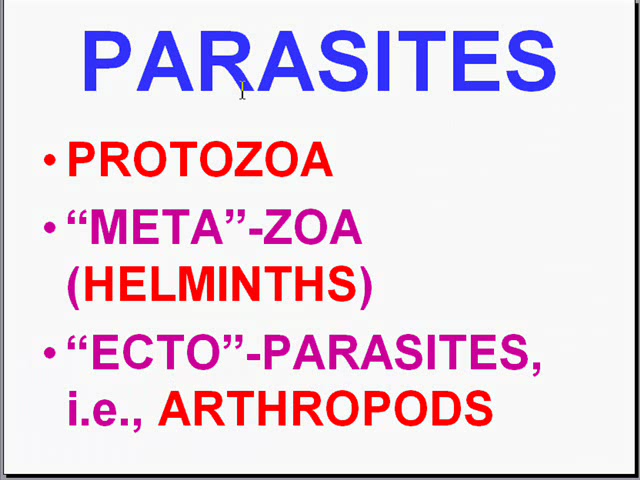 PARASITES
• PROTOZOA
• “META”-ZOA
(HELMINTHS)
• “ECTO”-PARASITES,
i.e., ARTHROPODS